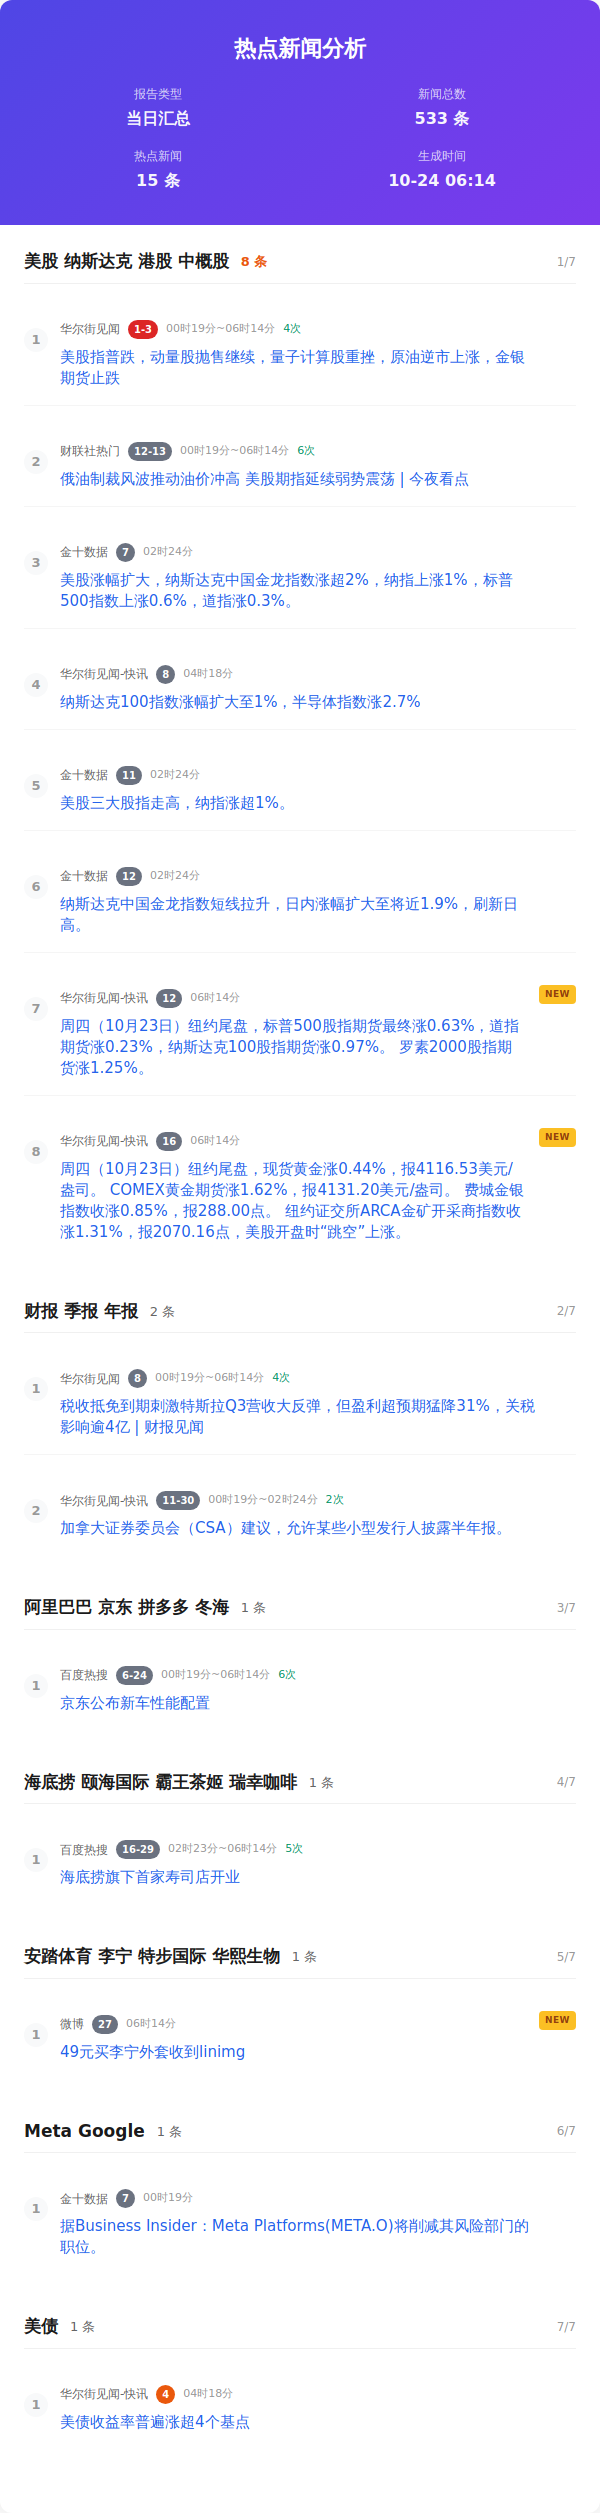 热点新闻分析
报告类型
当日汇总
新闻总数
533 条
热点新闻
15 条
生成时间
10-24 06:14
美股 纳斯达克 港股 中概股 8 条 1/7
1
华尔街见闻 1-3 00时19分~06时14分 4次
美股指普跌，动量股抛售继续，量子计算股重挫，原油逆市上涨，金银
期货止跌
2
财联社热门 12-13 00时19分~06时14分 6次
俄油制裁风波推动油价冲高 美股期指延续弱势震荡 | 今夜看点
3
金十数据 7 02时24分
美股涨幅扩大，纳斯达克中国金龙指数涨超2%，纳指上涨1%，标普
500指数上涨0.6%，道指涨0.3%。
4
华尔街见闻-快讯 8 04时18分
纳斯达克100指数涨幅扩大至1%，半导体指数涨2.7%
5
金十数据 11 02时24分
美股三大股指走高，纳指涨超1%。
6
金十数据 12 02时24分
纳斯达克中国金龙指数短线拉升，日内涨幅扩大至将近1.9%，刷新日
高。
7
华尔街见闻-快讯 12 06时14分 NEW
周四（10月23日）纽约尾盘，标普500股指期货最终涨0.63%，道指
期货涨0.23%，纳斯达克100股指期货涨0.97%。 罗素2000股指期
货涨1.25%。
8
华尔街见闻-快讯 16 06时14分 NEW
周四（10月23日）纽约尾盘，现货黄金涨0.44%，报4116.53美元/
盎司。 COMEX黄金期货涨1.62%，报4131.20美元/盎司。 费城金银
指数收涨0.85%，报288.00点。 纽约证交所ARCA金矿开采商指数收
涨1.31%，报2070.16点，美股开盘时“跳空”上涨。
财报 季报 年报 2 条 2/7
1
华尔街见闻 8 00时19分~06时14分 4次
税收抵免到期刺激特斯拉Q3营收大反弹，但盈利超预期猛降31%，关税
影响逾4亿 | 财报见闻
2
华尔街见闻-快讯 11-30 00时19分~02时24分 2次
加拿大证券委员会（CSA）建议，允许某些小型发行人披露半年报。
阿里巴巴 京东 拼多多 冬海 1 条 3/7
1
百度热搜 6-24 00时19分~06时14分 6次
京东公布新车性能配置
海底捞 颐海国际 霸王茶姬 瑞幸咖啡 1 条 4/7
1
百度热搜 16-29 02时23分~06时14分 5次
海底捞旗下首家寿司店开业
安踏体育 李宁 特步国际 华熙生物 1 条 5/7
1
微博 27 06时14分 NEW
49元买李宁外套收到linimg
Meta Google 1 条 6/7
1
金十数据 7 00时19分
据Business Insider：Meta Platforms(META.O)将削减其风险部门的
职位。
美债 1 条 7/7
1
华尔街见闻-快讯 4 04时18分
美债收益率普遍涨超4个基点